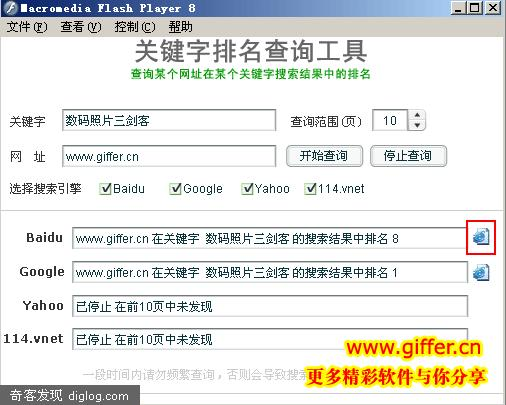 Macromedia Flash Player 8
文件(F) 查看(V) 控制(C) 帮助
关键字排名查询工具
查询某个网址在某个关键字搜索结果中的排名
关键字 数码照片三剑客 查询范围(页) 10
网 址 www.giffer.cn 开始查询 停止查询
选择搜索引擎 Baidu Google Yahoo 114.vnet
Baidu www.giffer.cn 在关键字 数码照片三剑客 的搜索结果中排名 8
Google www.giffer.cn 在关键字 数码照片三剑客 的搜索结果中排名 1
Yahoo 已停止 在前10页中未发现
114.vnet 已停止 在前10页中未发现
www.giffer.cn
一段时间内请勿频繁查询，否则会导致搜索
更多精彩软件与你分享
奇客发现 diglog.com